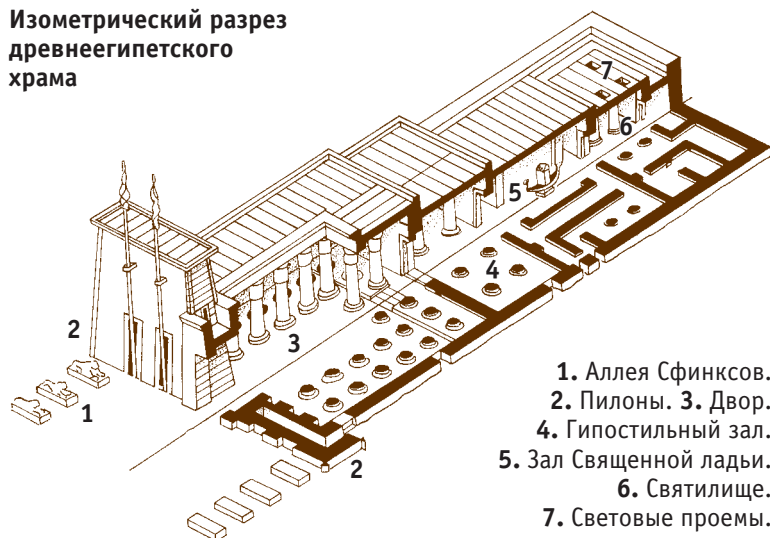 Изометрический разрез
древнеегипетского
храма
7
6
5
4
2
3
1
2
1. Аллея Сфинксов.
2. Пилоны. 3. Двор.
4. Гипостильный зал.
5. Зал Священной ладьи.
6. Святилище.
7. Световые проемы.